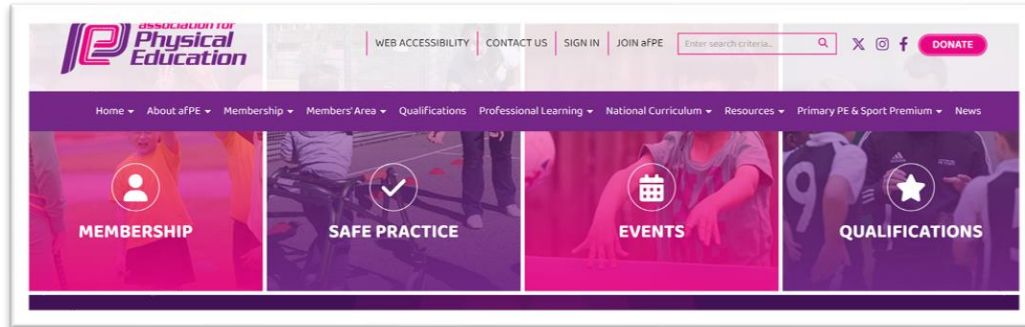 association for
Physical
Education
WEB ACCESSIBILITY CONTACT US SIGN IN JOIN afPE Enter search criteria... DONATE
Home About afPE Membership Members' Area Qualifications Professional Learning National Curriculum Resources Primary PE & Sport Premium News
MEMBERSHIP SAFE PRACTICE EVENTS QUALIFICATIONS